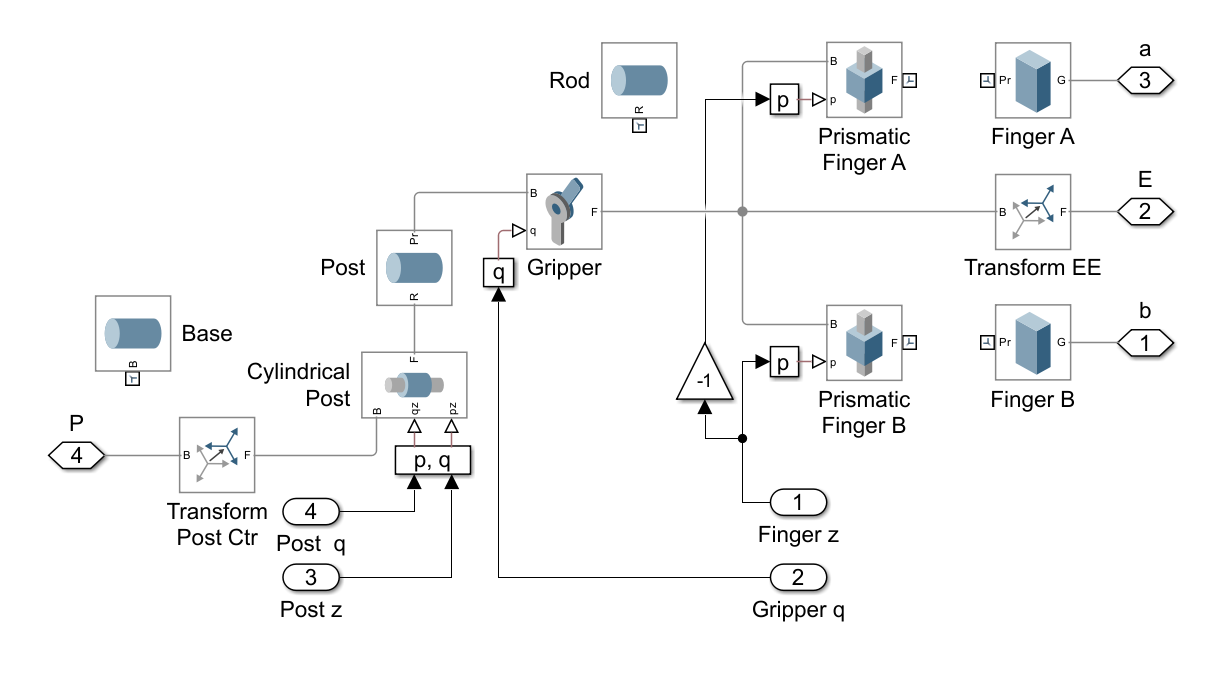 a
3
B
F
Pr
G
Rod
R
p
p
Prismatic
Finger A
Finger A
E
2
B
F
q
Gripper
B
F
Transform EE
Pr
Post
R
q
B
Base
B
F
p
p
Prismatic
Finger B
Pr
G
Finger B
b
1
-1
Cylindrical
Post
F
B
qz
pz
P
4
B
F
Transform
Post Ctr
p, q
4
Post q
3
Post z
1
Finger z
2
Gripper q